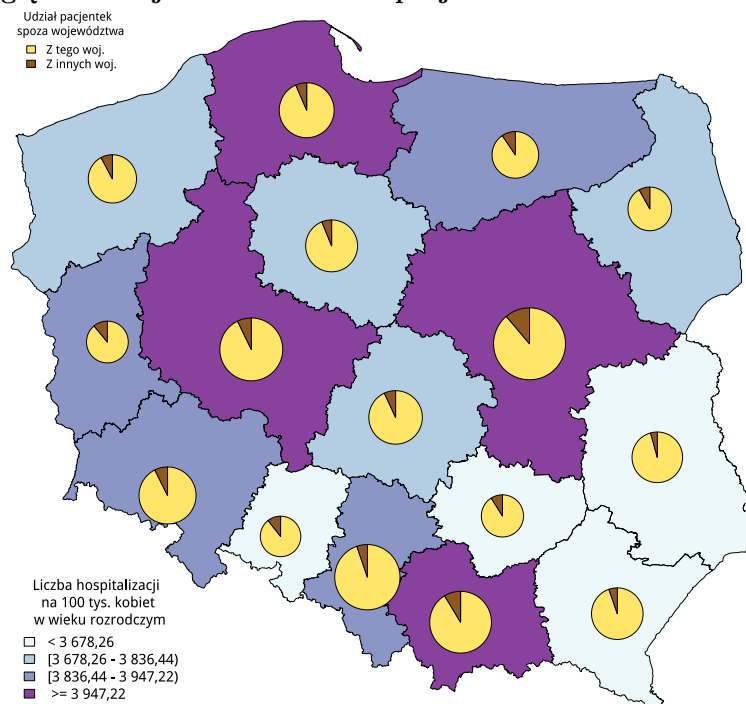 Udział pacjentek
spoza województwa
Z tego woj.
Z innych woj.
Liczba hospitalizacji
na 100 tys. kobiet
w wieku rozrodczym
< 3 678,26
[3 678,26 - 3 836,44)
[3 836,44 - 3 947,22)
>= 3 947,22